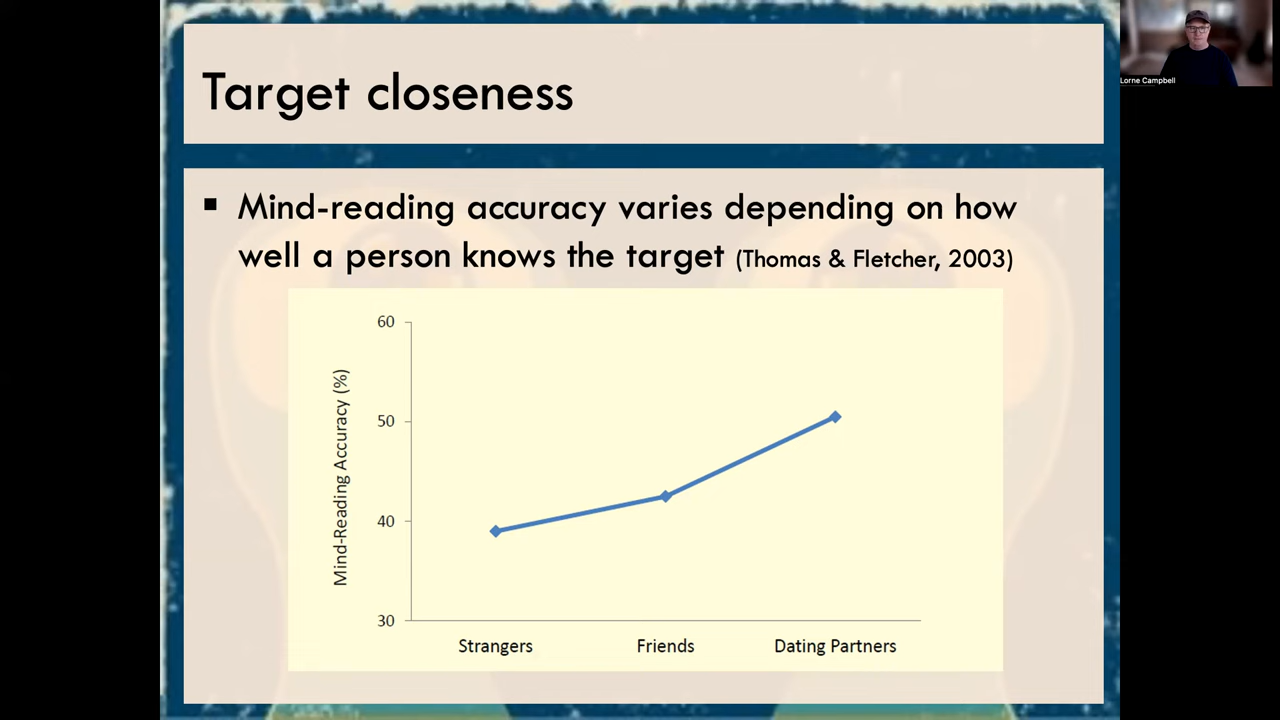 Target closeness
Lorne Campbell
▪ Mind-reading accuracy varies depending on how
well a person knows the target (Thomas & Fletcher, 2003)
Mind-Reading Accuracy (%)
60
50
40
30
Strangers Friends Dating Partners